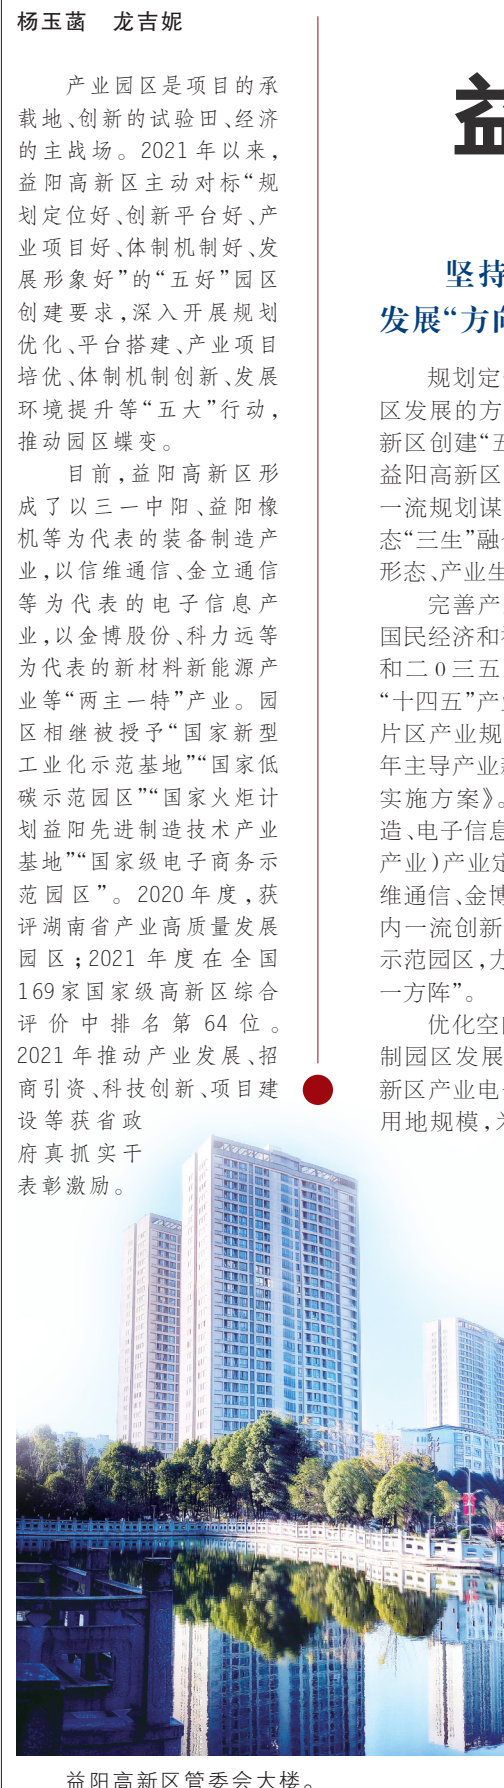 杨玉菡 龙吉妮
产业园区是项目的承
载地、创新的试验田、经济
的主战场。2021年以来，
益阳高新区主动对标“规
划定位好、创新平台好、产
业项目好、体制机制好、发
展形象好”的“五好”园区
创建要求，深入开展规划
优化、平台搭建、产业项目
培优、体制机制创新、发展
环境提升等“五大”行动，
推动园区蝶变。
目前，益阳高新区形
成了以三一中阳、益阳橡
机等为代表的装备制造产
业，以信维通信、金立通信
等为代表的电子信息产
业，以金博股份、科力远等
为代表的新材料新能源产
业等“两主一特”产业。园
区相继被授予“国家新型
工业化示范基地”“国家低
碳示范园区”“国家火炬计
划益阳先进制造技术产业
基地”“国家级电子商务示
范园区”。2020年度，获
评湖南省产业高质量发展
园区；2021年度在全国
169家国家级高新区综合
评价中排名第64位。
2021年推动产业发展、招
商引资、科技创新、项目建
设等获省政
府真抓实干
表彰激励。
益阳高新区管委会大楼。
益
坚持
发展“方向
规划定
区发展的方
新区创建“五
益阳高新区
一流规划谋
态“三生”融
形态、产业生
完善产
国民经济和
和二0三五
“十四五”产
片区产业规
年主导产业
实施方案》。
造、电子信息
产业）产业定
维通信、金博
内一流创新
示范园区，力
一方阵”。
优化空
制园区发展
新区产业电
用地规模，